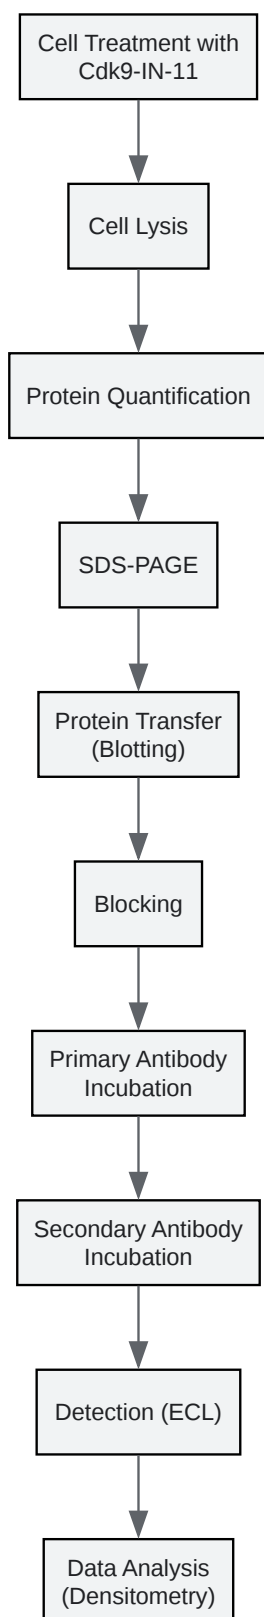 Cell Treatment with
Cdk9-IN-11
Cell Lysis
Protein Quantification
SDS-PAGE
Protein Transfer
(Blotting)
Blocking
Primary Antibody
Incubation
Secondary Antibody
Incubation
Detection (ECL)
Data Analysis
(Densitometry)